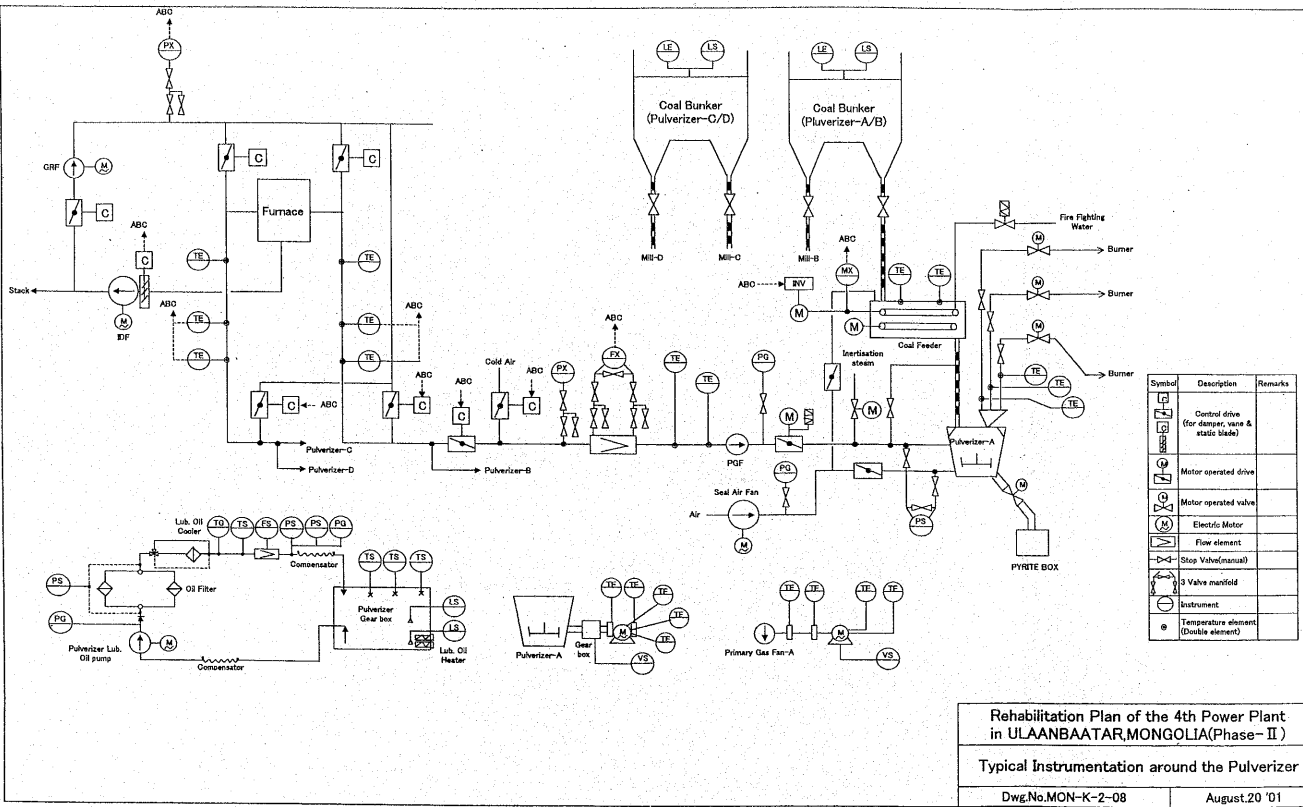 ABC
PX
GRF
M
C
C
C
Furnace
ABC
C
TE
TE
Stack
IDF
M
ABC
TE
TE
ABC
TE
TE
C
ABC
ABC
C
Pulverizer-C
Pulverizer-D
ABC
C
Pulverizer-B
Cold Air
ABC
C
PX
ABC
FX
TE
TE
PGF
PG
M
LE
LS
Coal Bunker
(Pulverizer-C/D)
Mill-D
Mill-C
LE
LS
Coal Bunker
(Pluverizer-A/B)
Mill-B
ABC
INV
ABC
MX
M
M
TE
TE
Coal Feeder
Fire Fighting
Water
M
Burner
M
Burner
M
Burner
TE
TE
TE
Inertisation
steam
M
Pulverizer-A
PS
M
PYRITE BOX
Seal Air Fan
Air
M
PG
Lub. Oil
Cooler
TG
TS
FS
PS
PS
PG
Compensator
PS
Oil Filter
PG
Pulverizer Lub.
Oil pump
M
Compensator
TS
TS
TS
Pulverizer
Gear box
LS
LS
Lub. Oil
Heater
Pulverizer-A
Gear
box
TE
TE
TE
TE
TE
M
VS
Primary Gas Fan-A
TE
TE
TE
TE
M
VS
Symbol
Description
Remarks
C
C
Control drive
(for damper, vane &
static blade)
M
Motor operated drive
M
Motor operated valve
M
Electric Motor
Flow element
Stop Valve(manual)
3 Valve manifold
Instrument
Temperature element
(Double element)
Rehabilitation Plan of the 4th Power Plant
in ULAANBAATAR,MONGOLIA(Phase-Ⅱ)
Typical Instrumentation around the Pulverizer
Dwg.No.MON-K-2-08
August.20 '01